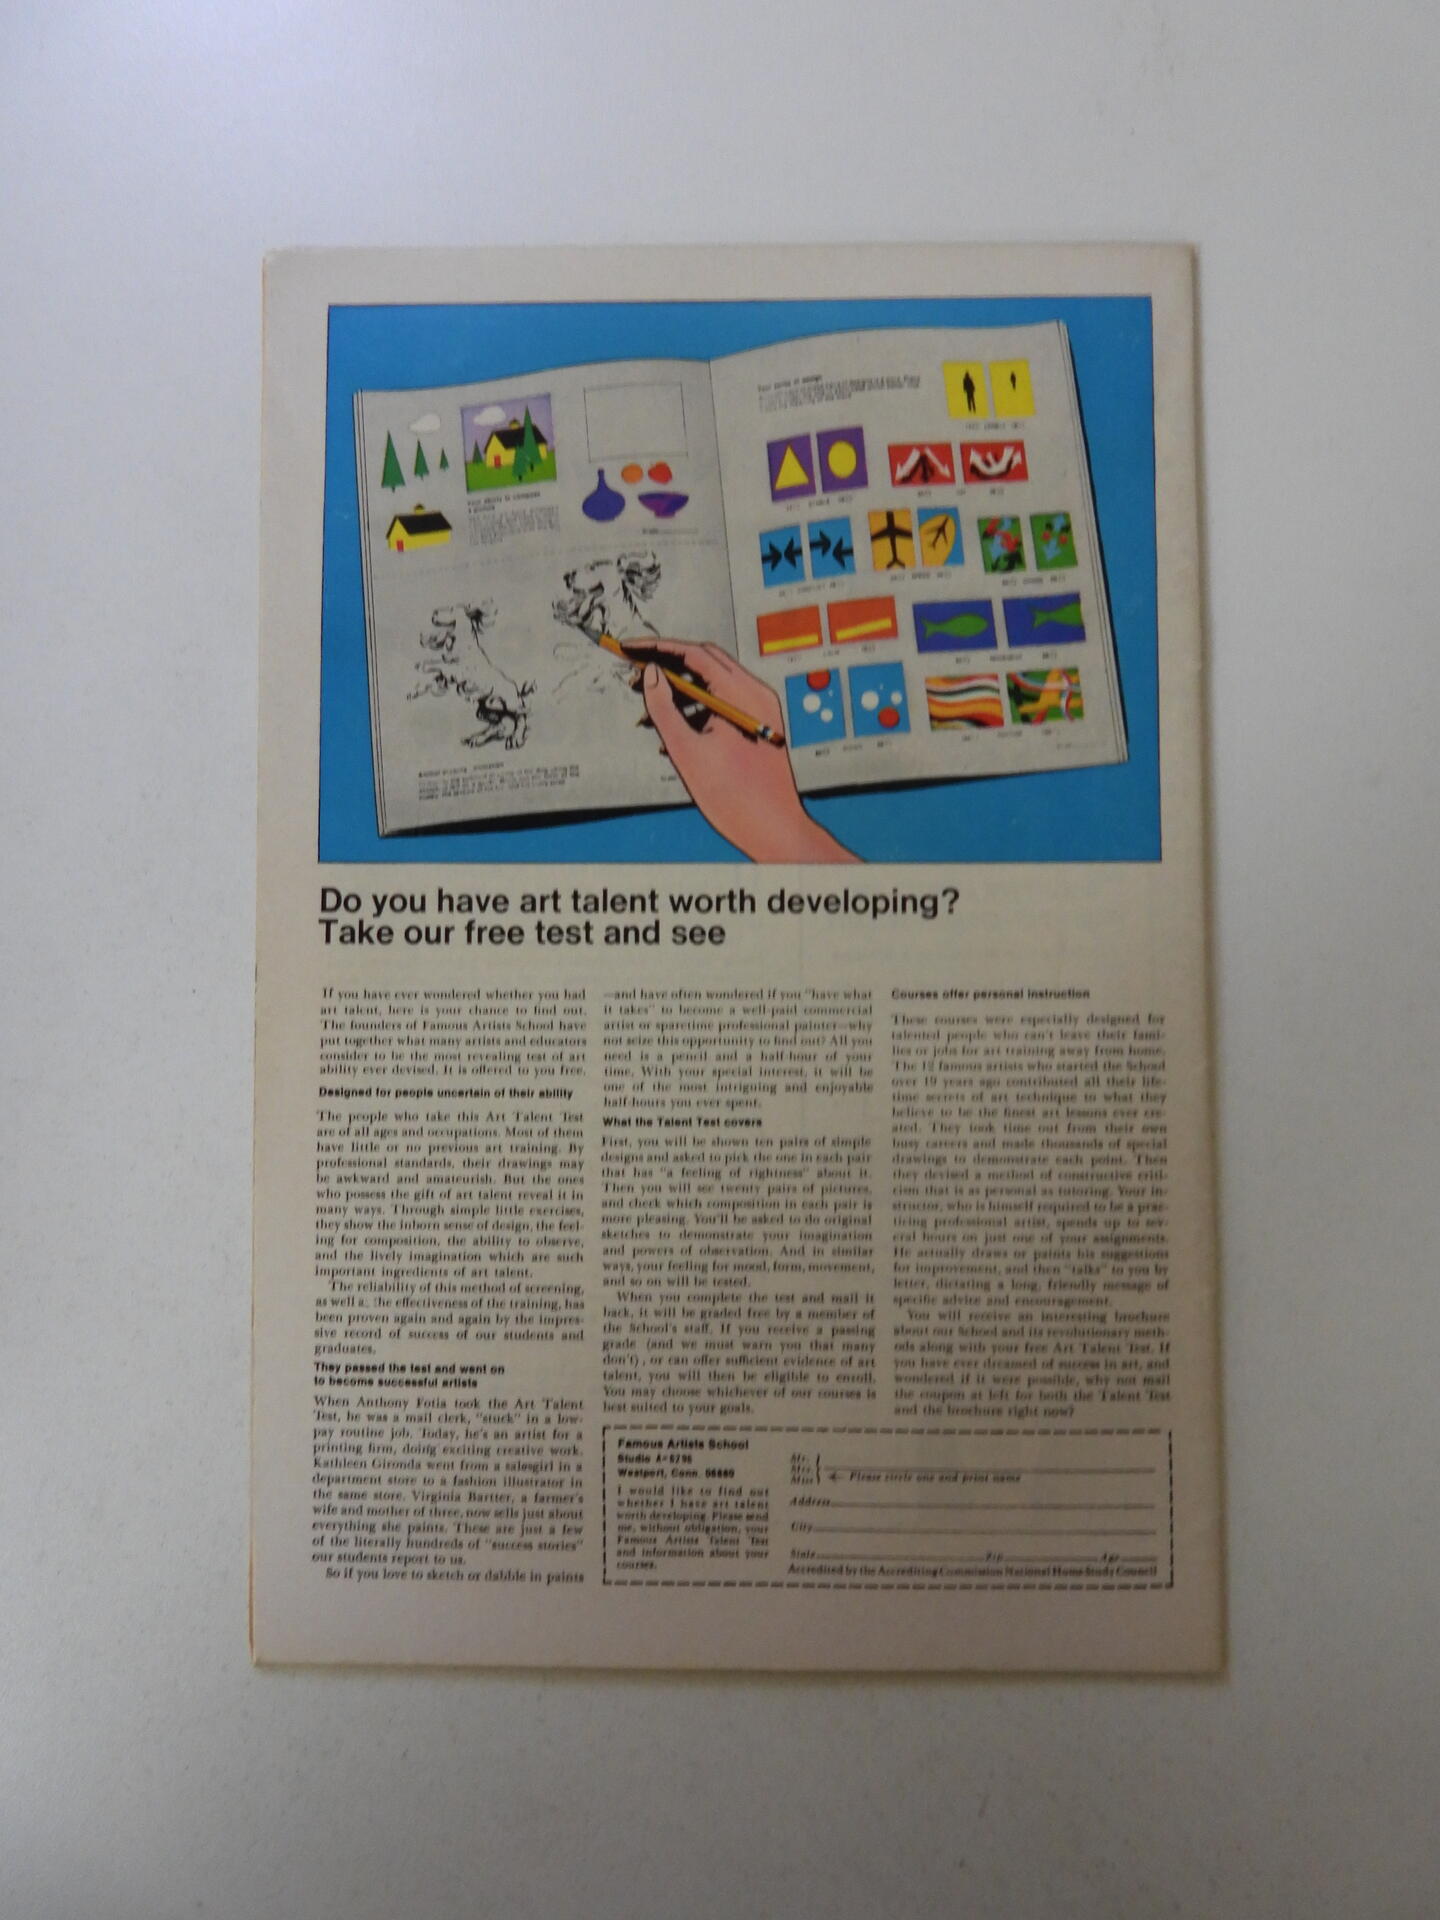 Your sense of design
Your ability to compose
a picture
Do you have art talent worth developing?
Take our free test and see
If you have ever wondered whether you had
art talent, here is your chance to find out.
The founders of Famous Artists School have
put together what many artists and educators
consider to be the most revealing test of art
ability ever devised. It is offered to you free.
Designed for people uncertain of their ability
The people who take this Art Talent Test
are of all ages and occupations. Most of them
have little or no previous art training. By
professional standards, their drawings may
be awkward and amateurish. But the ones
who possess the gift of art talent reveal it in
many ways. Through simple little exercises,
they show the inborn sense of design, the feel-
ing for composition, the ability to observe,
and the lively imagination which are such
important ingredients of art talent.
The reliability of this method of screening,
as well as the effectiveness of the training, has
been proven again and again by the impres-
sive record of success of our students and
graduates.
They passed the test and went on
to become successful artists
When Anthony Fotia took the Art Talent
Test, he was a mail clerk, "stuck" in a low-
pay routine job. Today, he's an artist for a
printing firm, doing exciting creative work.
Kathleen Gironda went from a salesgirl in a
department store to a fashion illustrator in
the same store. Virginia Bartter, a farmer's
wife and mother of three, now sells just about
everything she paints. These are just a few
of the literally hundreds of "success stories"
our students report to us.
So if you love to sketch or dabble in paints
—and have often wondered if you "have what
it takes" to become a well-paid commercial
artist or sparetime professional painter—why
not seize this opportunity to find out? All you
need is a pencil and a half-hour of your
time. With your special interest, it will be
one of the most intriguing and enjoyable
half-hours you ever spent.
What the Talent Test covers
First, you will be shown ten pairs of simple
designs and asked to pick the one in each pair
that has "a feeling of rightness" about it.
Then you will see twenty pairs of pictures,
and check which composition in each pair is
more pleasing. You'll be asked to do original
sketches to demonstrate your imagination
and powers of observation. And in similar
ways, your feeling for mood, form, movement,
and so on will be tested.
When you complete the test and mail it
back, it will be graded free by a member of
the School's staff. If you receive a passing
grade (and we must warn you that many
don't), or can offer sufficient evidence of art
talent, you will then be eligible to enroll.
You may choose whichever of our courses is
best suited to your goals.
Courses offer personal instruction
These courses were especially designed for
talented people who can't leave their fami-
lies or jobs for art training away from home.
The 12 famous artists who started the School
over 19 years ago contributed all their life-
time secrets of art technique to what they
believe to be the finest art lessons ever cre-
ated. They took time out from their own
busy careers and made thousands of special
drawings to demonstrate each point. Then
they devised a method of constructive criti-
cism that is as personal as tutoring. Your in-
structor, who is himself required to be a prac-
ticing professional artist, spends up to sev-
eral hours on just one of your assignments.
He actually draws or paints his suggestions
for improvement, and then "talks" to you by
letter, dictating a long, friendly message of
specific advice and encouragement.
You will receive an interesting brochure
about our School and its revolutionary meth-
ods along with your free Art Talent Test. If
you have ever dreamed of success in art, and
wondered if it were possible, why not mail
the coupon at left for both the Talent Test
and the brochure right now?
Famous Artists School
Studio
Westport, Conn. 06880
I would like to find out
whether I have art talent
worth developing. Please send
me, without obligation, your
Famous Artists Talent Test
and information about your
courses.
Mr.
Mrs.
Miss
Please circle one and print name
Address
City
State Zip Age
Accredited by the Accrediting Commission National Home Study Council